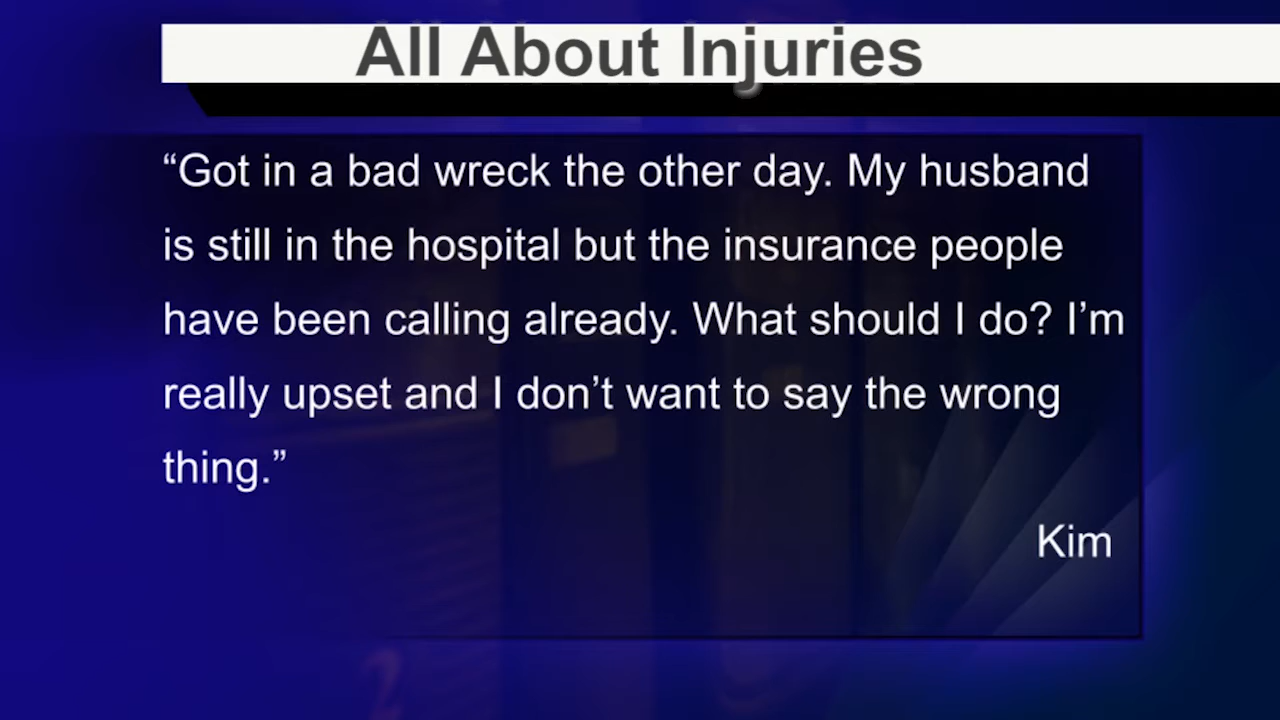 All About Injuries
“Got in a bad wreck the other day. My husband
is still in the hospital but the insurance people
have been calling already. What should I do? I’m
really upset and I don’t want to say the wrong
thing.”
Kim